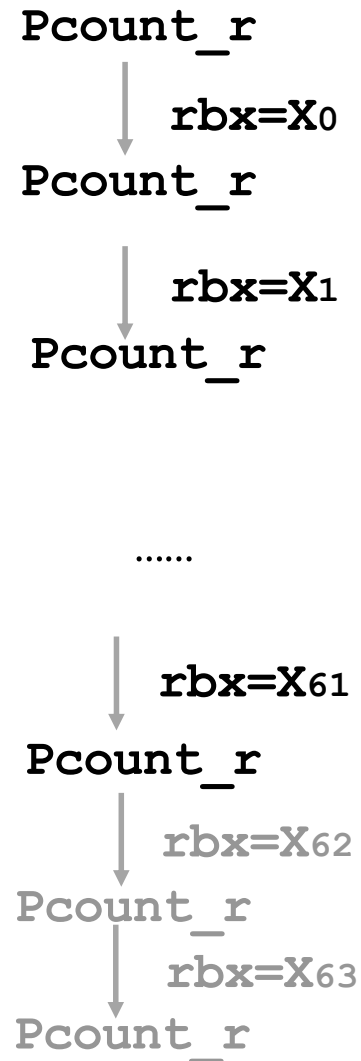 Pcount_r
rbx=X0
Pcount_r
rbx=X1
Pcount_r
......
rbx=X61
Pcount_r
rbx=X62
Pcount_r
rbx=X63
Pcount_r